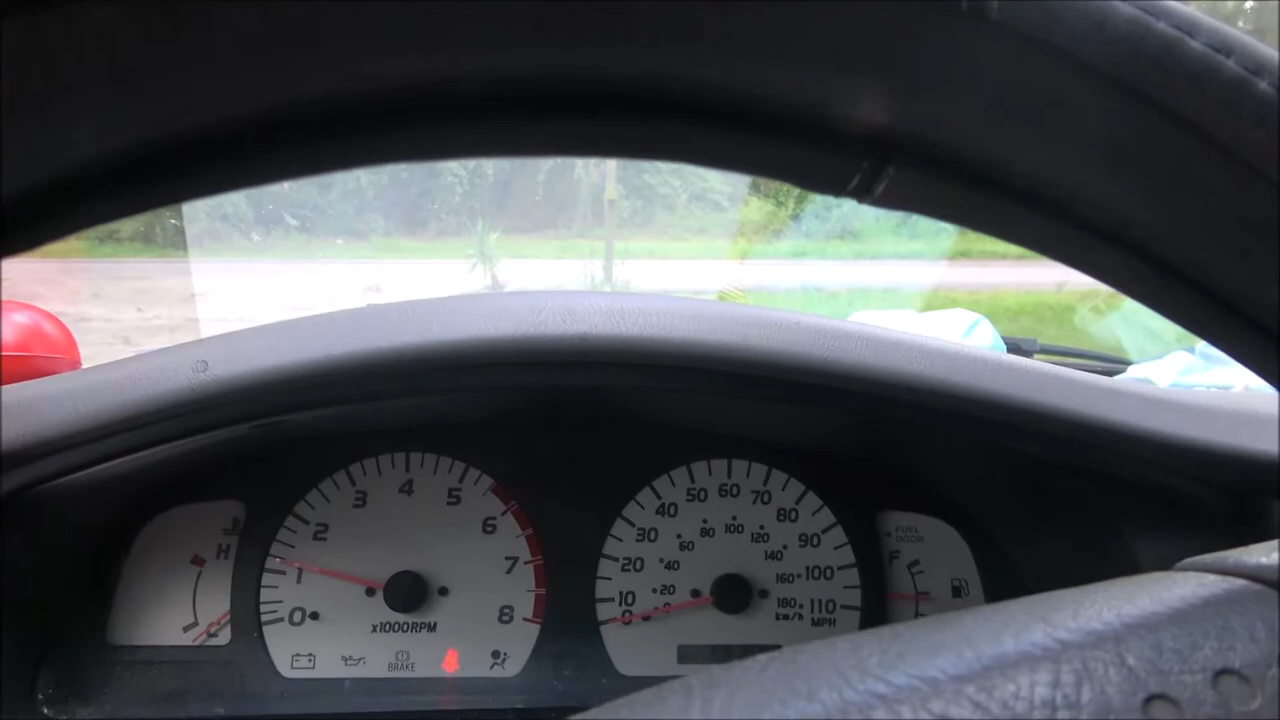 H
0 1 2 3 4 5 6 7 8
x1000RPM
BRAKE
0 10 20 30 40 50 60 70 80 90 100 110
MPH
20 40 60 80 100 120 140 160 180
km/h
FUEL
DOOR
F